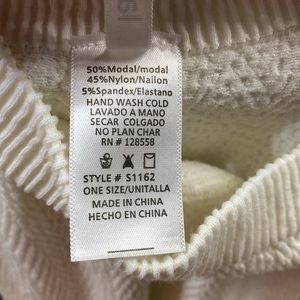 50%Modal/modal
45%Nylon/Nailon
5%Spandex/Elastano
HAND WASH COLD
LAVADO A MANO
SECAR COLGADO
NO PLAN CHAR
RN # 128558
STYLE # S1162
ONE SIZE/UNITALLA
MADE IN CHINA
HECHO EN CHINA